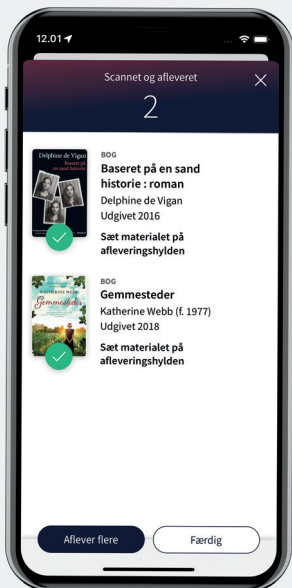 12.01
Scannet og afleveret
2
BOG
Baseret på en sand
historie : roman
Delphine de Vigan
Udgivet 2016
Sæt materialet på
afleveringshylden
Delphine de Vigan
Baseret på
en sand historie
BOG
Gemmesteder
Katherine Webb (f. 1977)
Udgivet 2018
Sæt materialet på
afleveringshylden
KATHERINE WEBB
Gemmesteder
Aflever flere
Færdig